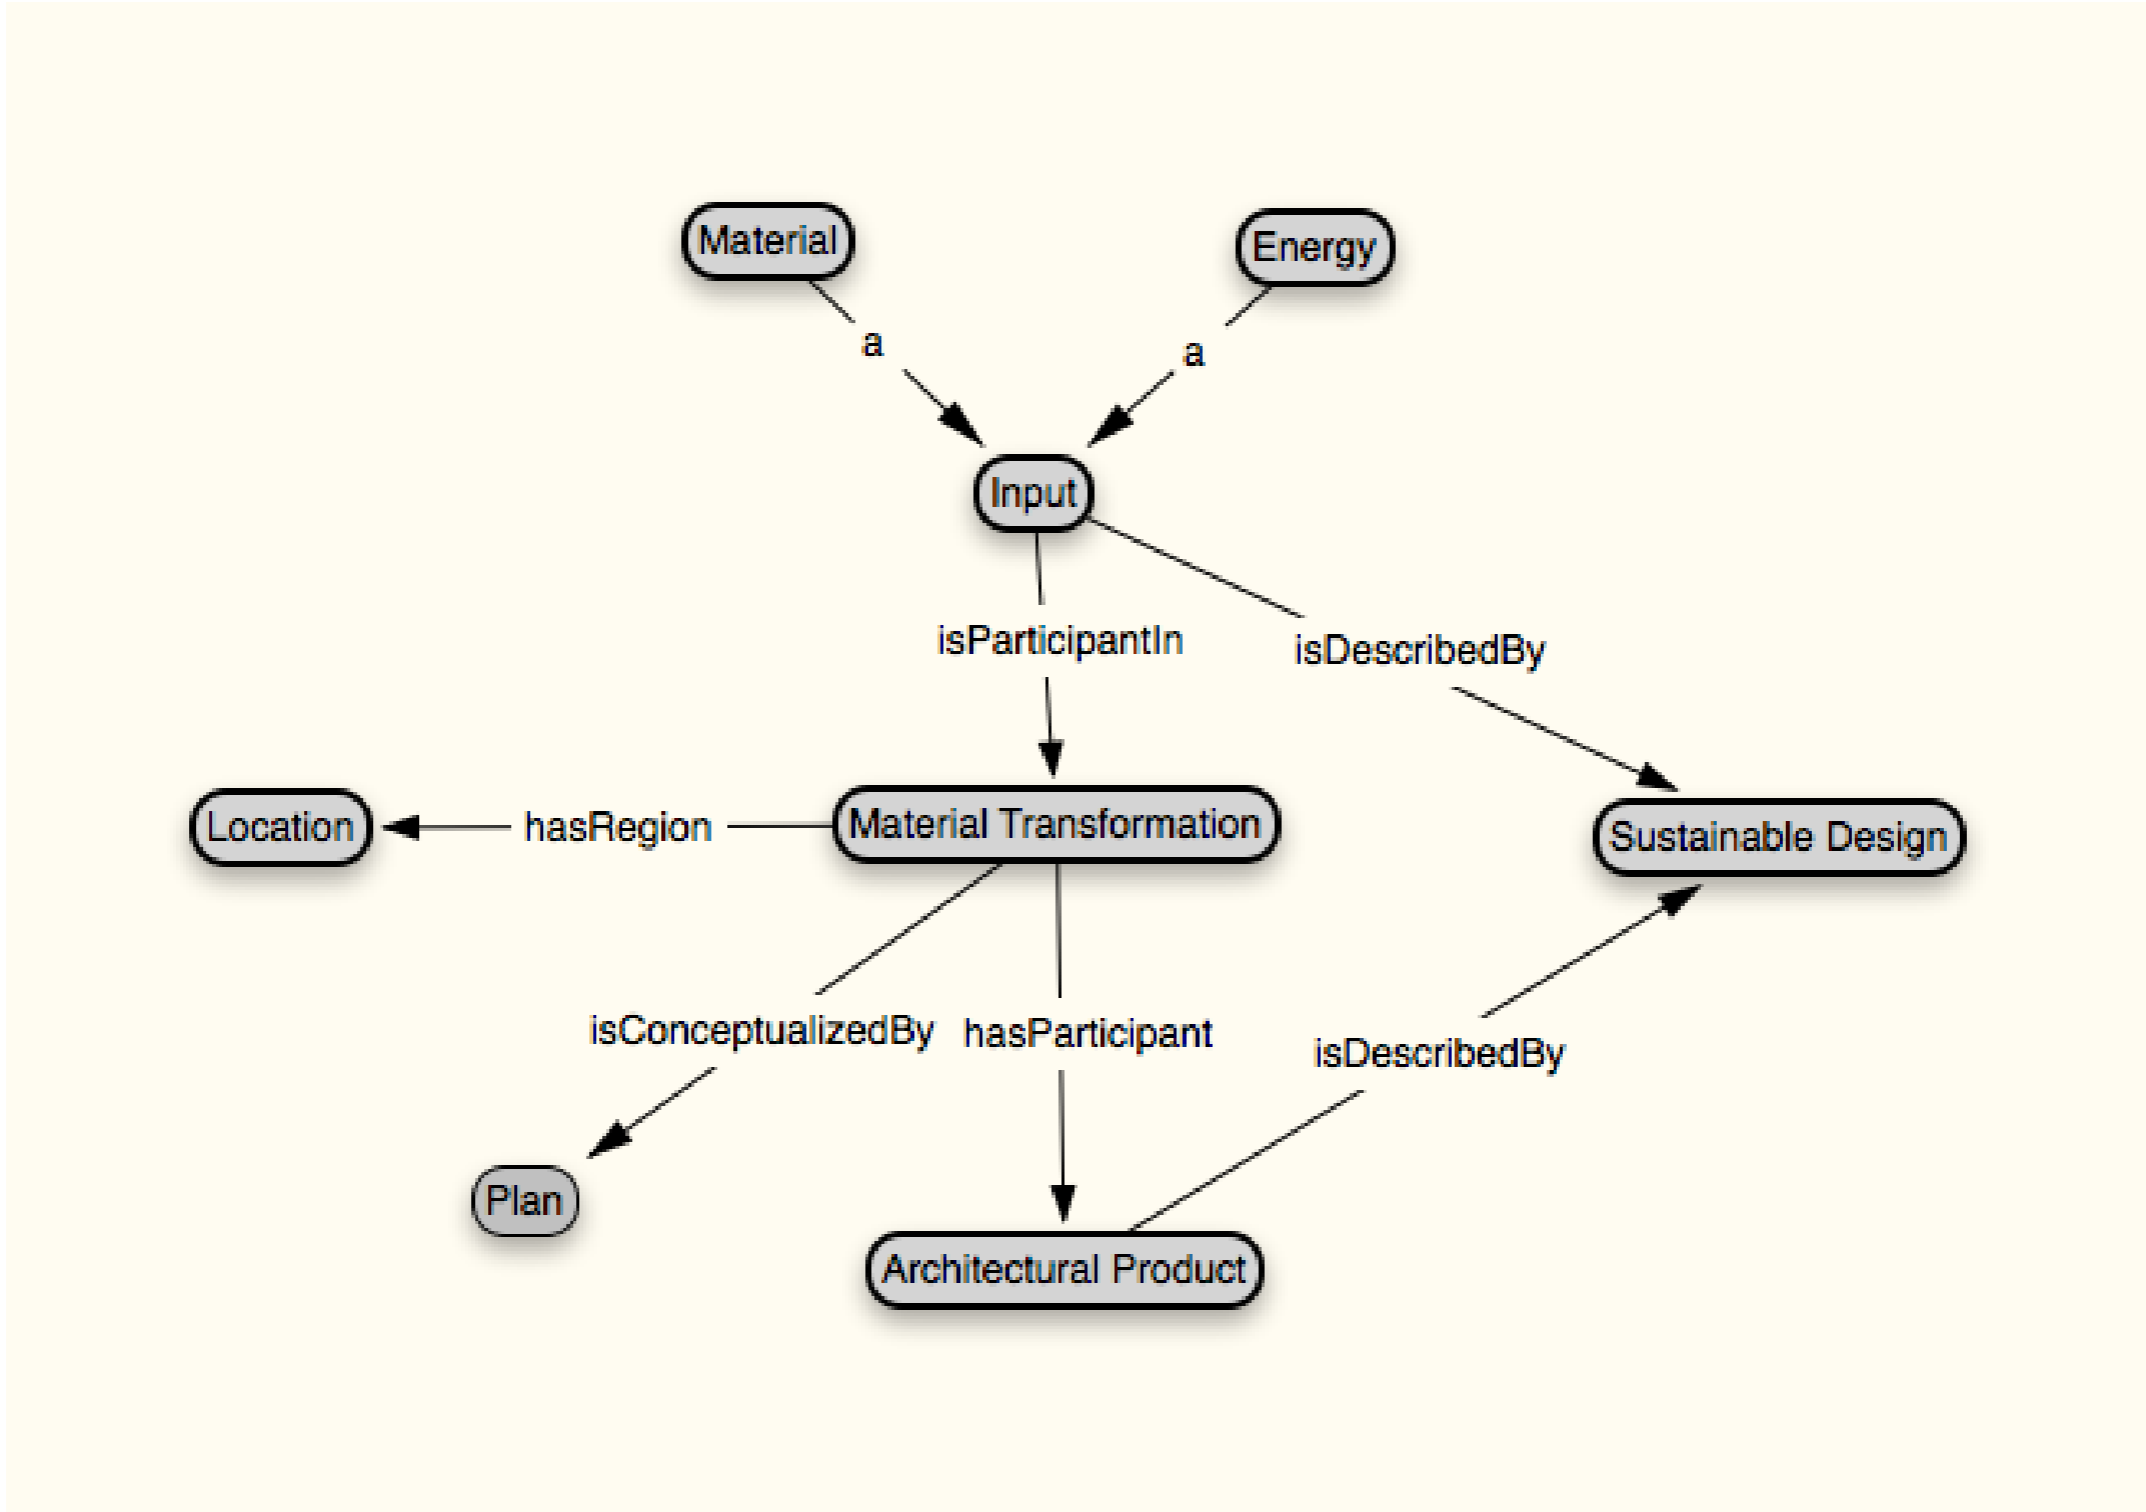 Material
Energy
a
a
Input
isParticipantIn
isDescribedBy
Location
hasRegion
Material Transformation
Sustainable Design
isConceptualizedBy
hasParticipant
isDescribedBy
Plan
Architectural Product